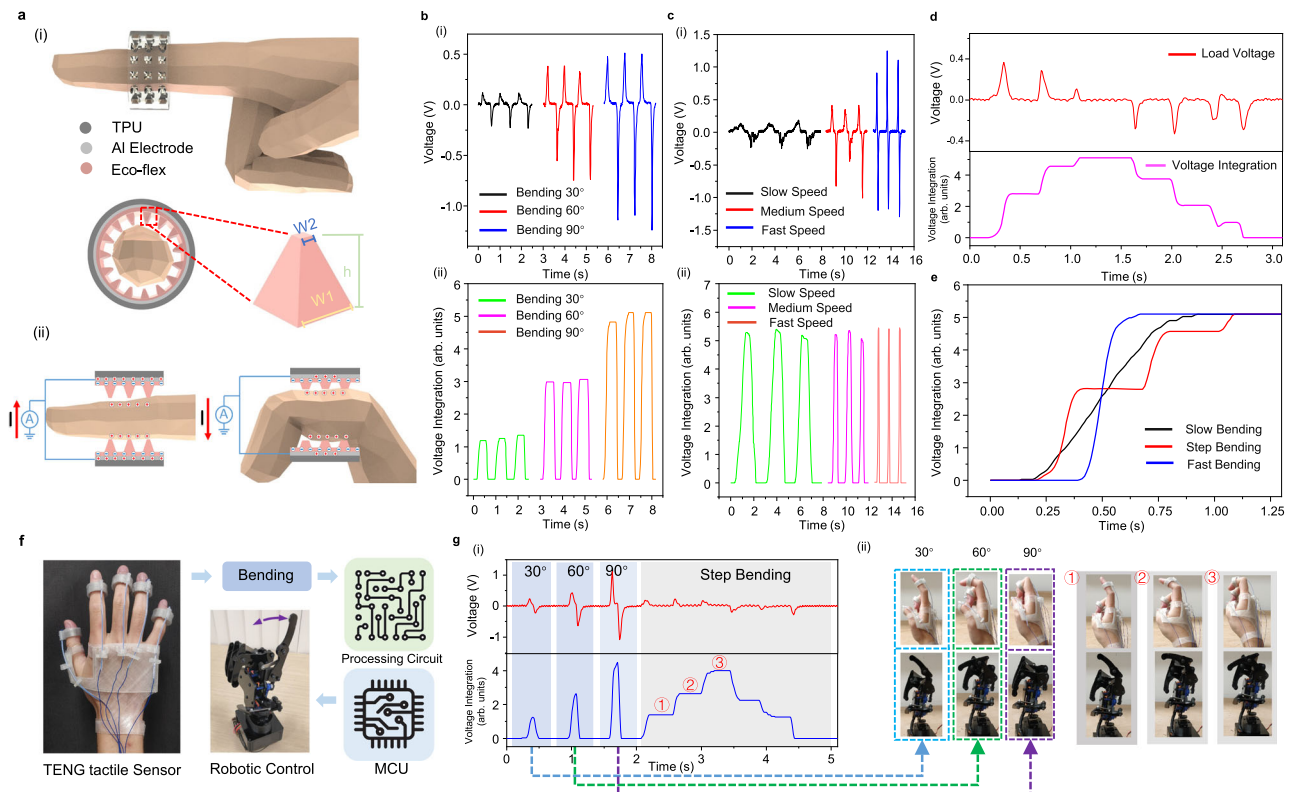 a
(i)
TPU
Al Electrode
Eco-flex
W2
h
W1
(ii)
I
A
I
A
b
(i)
0.5
0.0
-0.5
-1.0
Voltage (V)
Bending 30°
Bending 60°
Bending 90°
0 1 2 3 4 5 6 7 8
Time (s)
(ii)
6
5
4
3
2
1
0
Voltage Integration (arb. units)
Bending 30°
Bending 60°
Bending 90°
0 1 2 3 4 5 6 7 8
Time (s)
c
(i)
1.5
1.0
0.5
0.0
-0.5
-1.0
-1.5
Voltage (V)
Slow Speed
Medium Speed
Fast Speed
0 2 4 6 8 10 12 14 16
Time (s)
(ii)
7
6
5
4
3
2
1
0
Voltage Integration (arb. units)
Slow Speed
Medium Speed
Fast Speed
0 2 4 6 8 10 12 14 16
Time (s)
d
0.4
0.0
-0.4
Voltage (V)
Load Voltage
4
2
0
Voltage Integration
(arb. units)
Voltage Integration
0.0 0.5 1.0 1.5 2.0 2.5 3.0
Time (s)
e
6
5
4
3
2
1
0
Voltage Integration (arb. units)
Slow Bending
Step Bending
Fast Bending
0.00 0.25 0.50 0.75 1.00 1.25
Time (s)
f
Bending
Processing Circuit
TENG tactile Sensor
Robotic Control
MCU
g
(i)
30° 60° 90° Step Bending
1
0
-1
Voltage (V)
4
2
0
Voltage Integration
(arb. units)
① ② ③
0 1 2 3 4 5
Time (s)
(ii)
30° 60° 90°
① ② ③